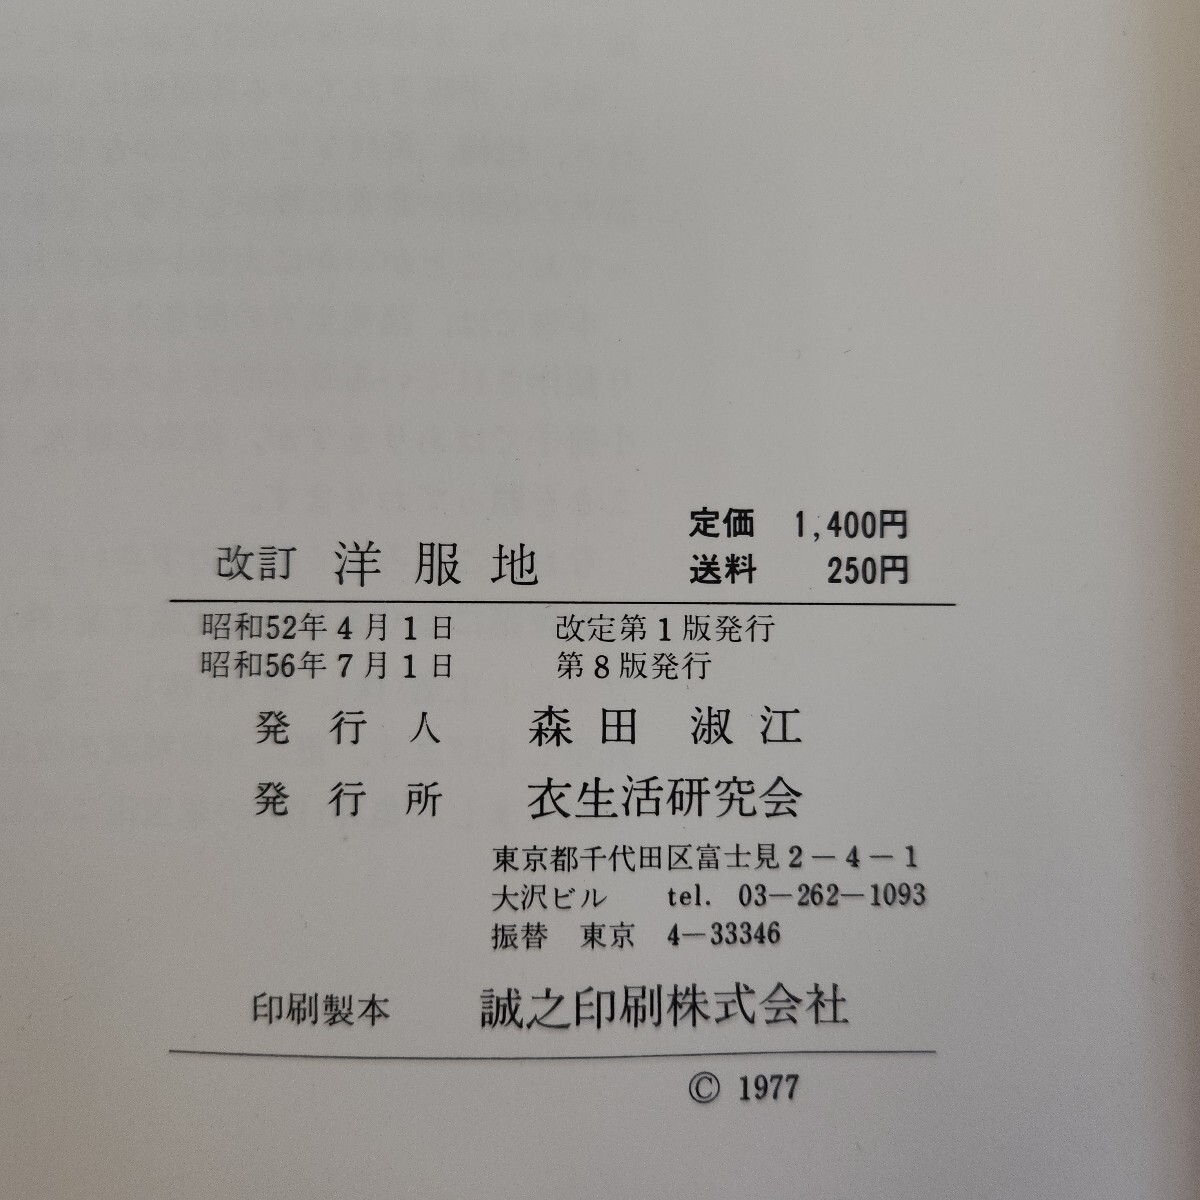 定価 1,400円
改訂 洋服地 送料 250円
昭和52年4月1日 改定第1版発行
昭和56年7月1日 第8版発行
発行人 森田 淑江
発行所 衣生活研究会
東京都千代田区富士見2−4−1
大沢ビル tel. 03−262−1093
振替 東京 4−33346
印刷製本 誠之印刷株式会社
© 1977